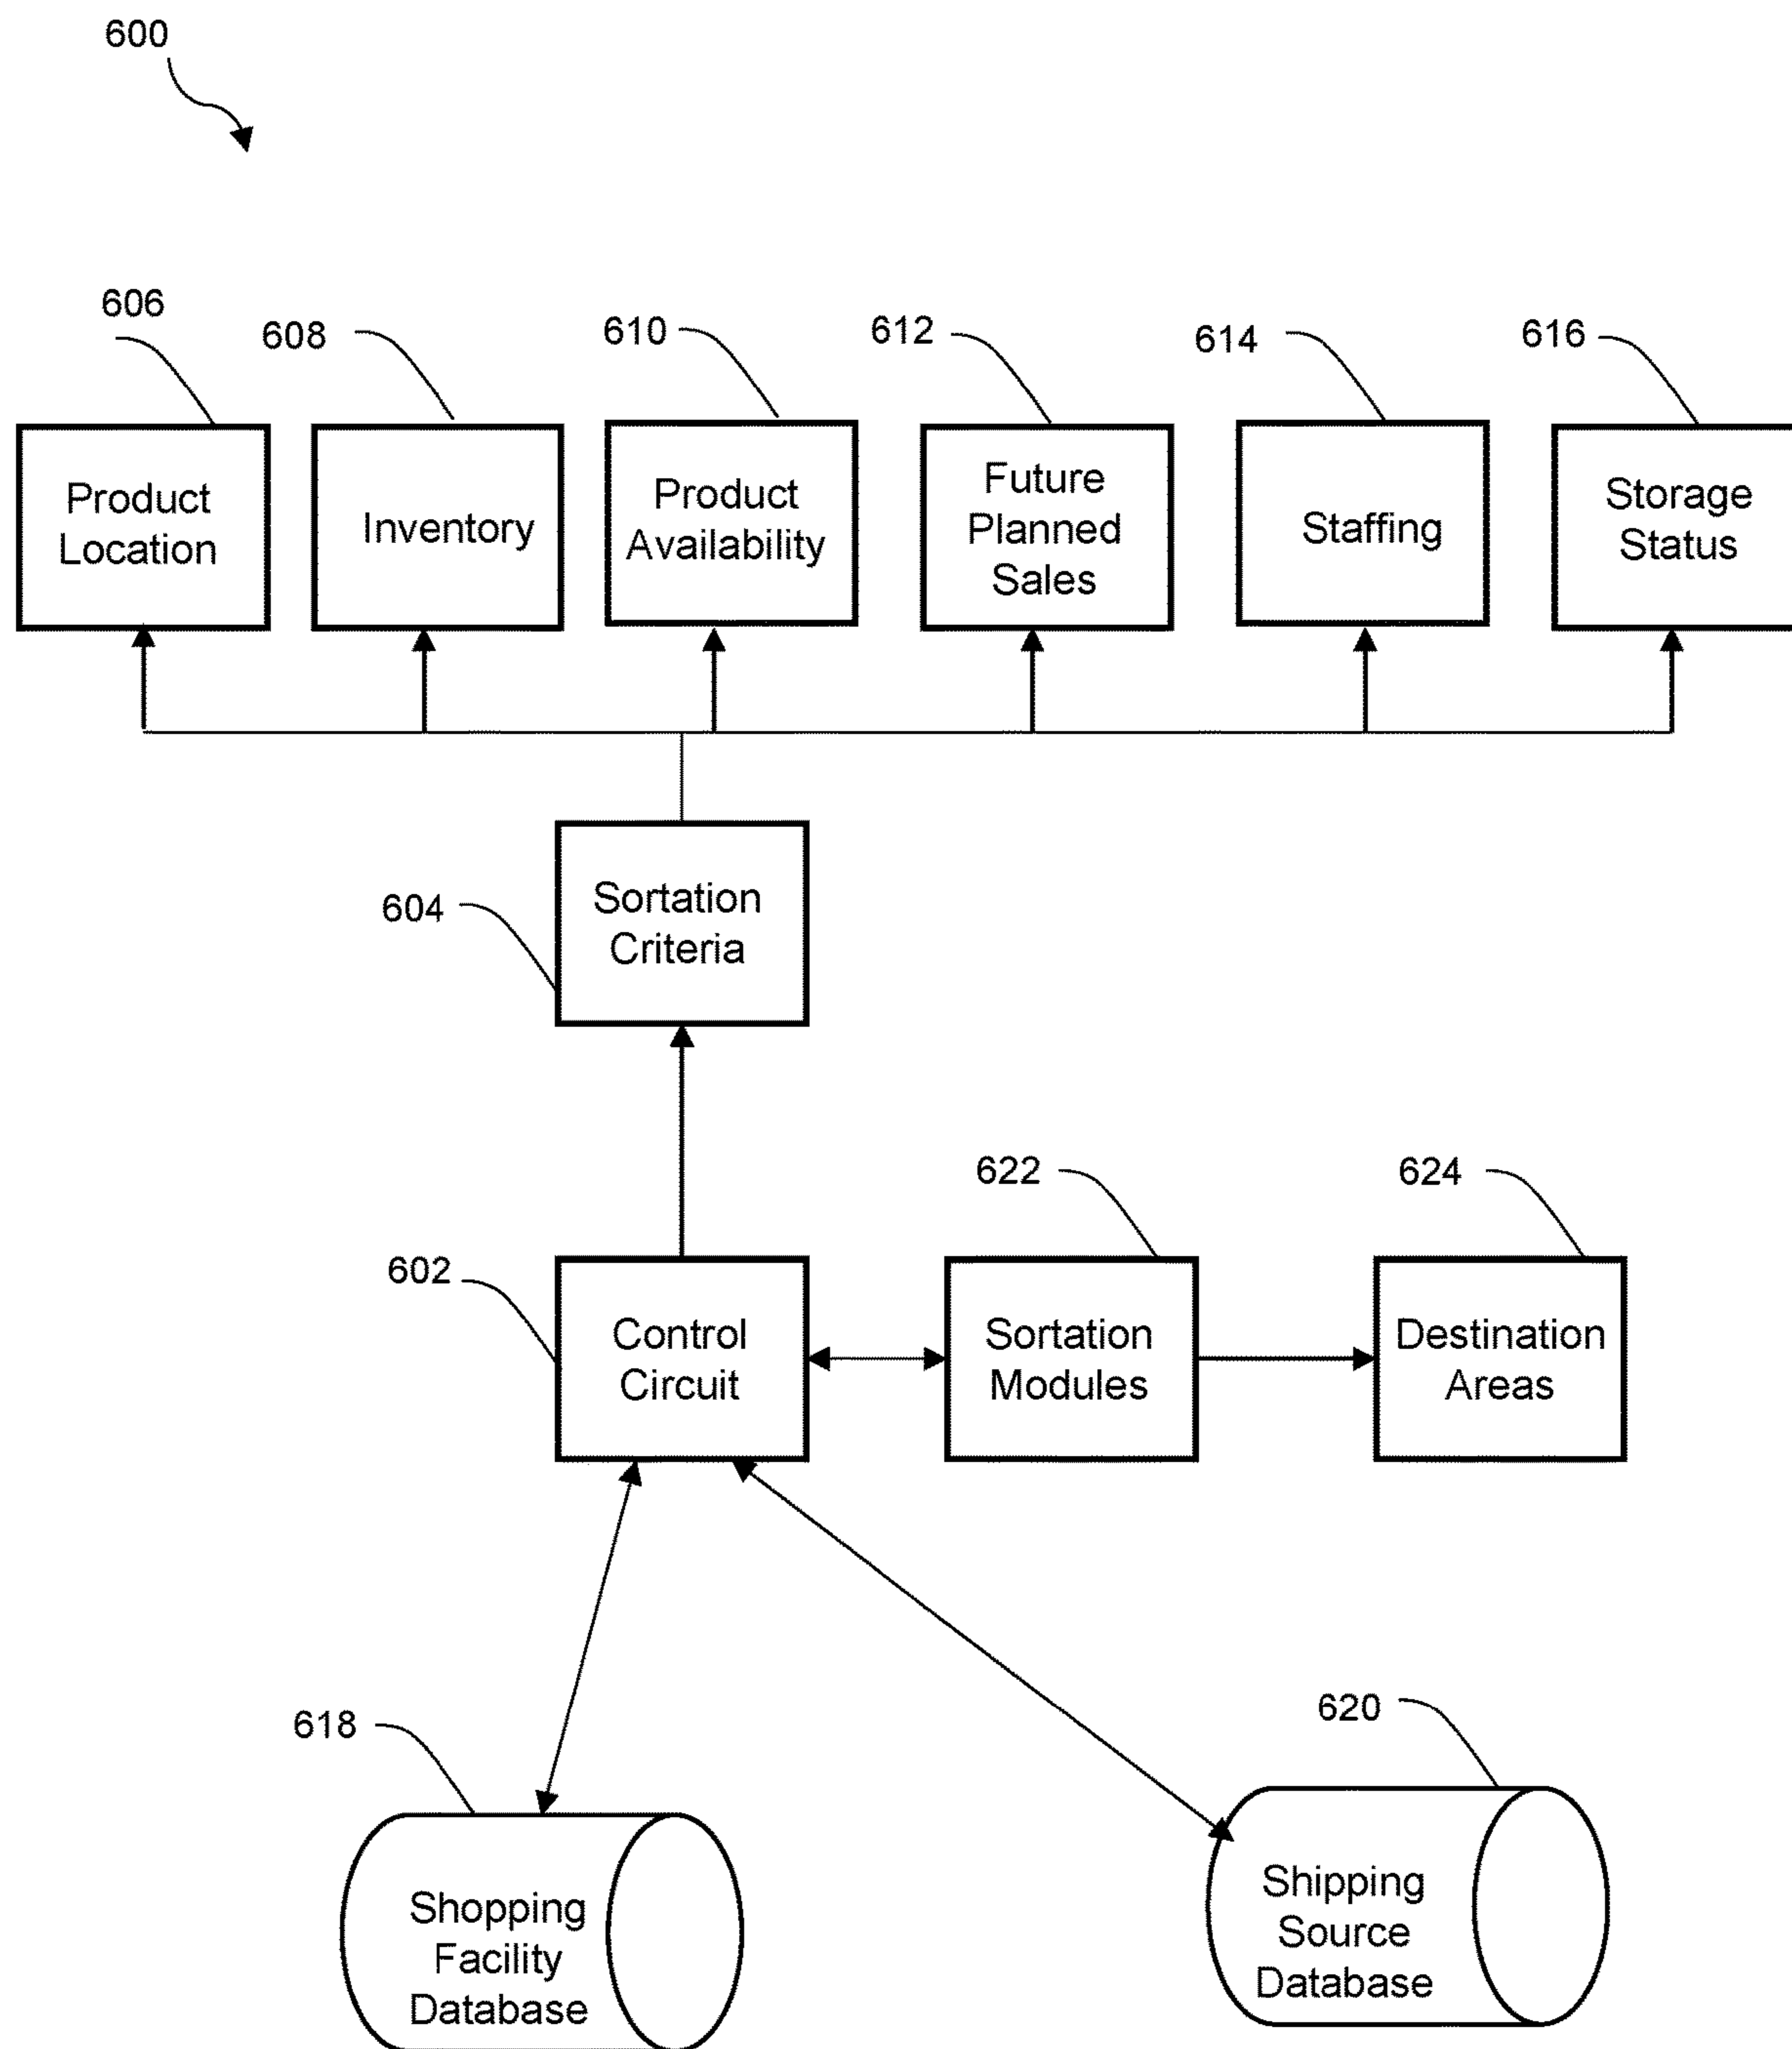 600
606
608
610
612
614
616
Product
Location
Inventory
Product
Availability
Future
Planned
Sales
Staffing
Storage
Status
604
Sortation
Criteria
622
624
602
Control
Circuit
Sortation
Modules
Destination
Areas
618
620
Shopping
Facility
Database
Shipping
Source
Database